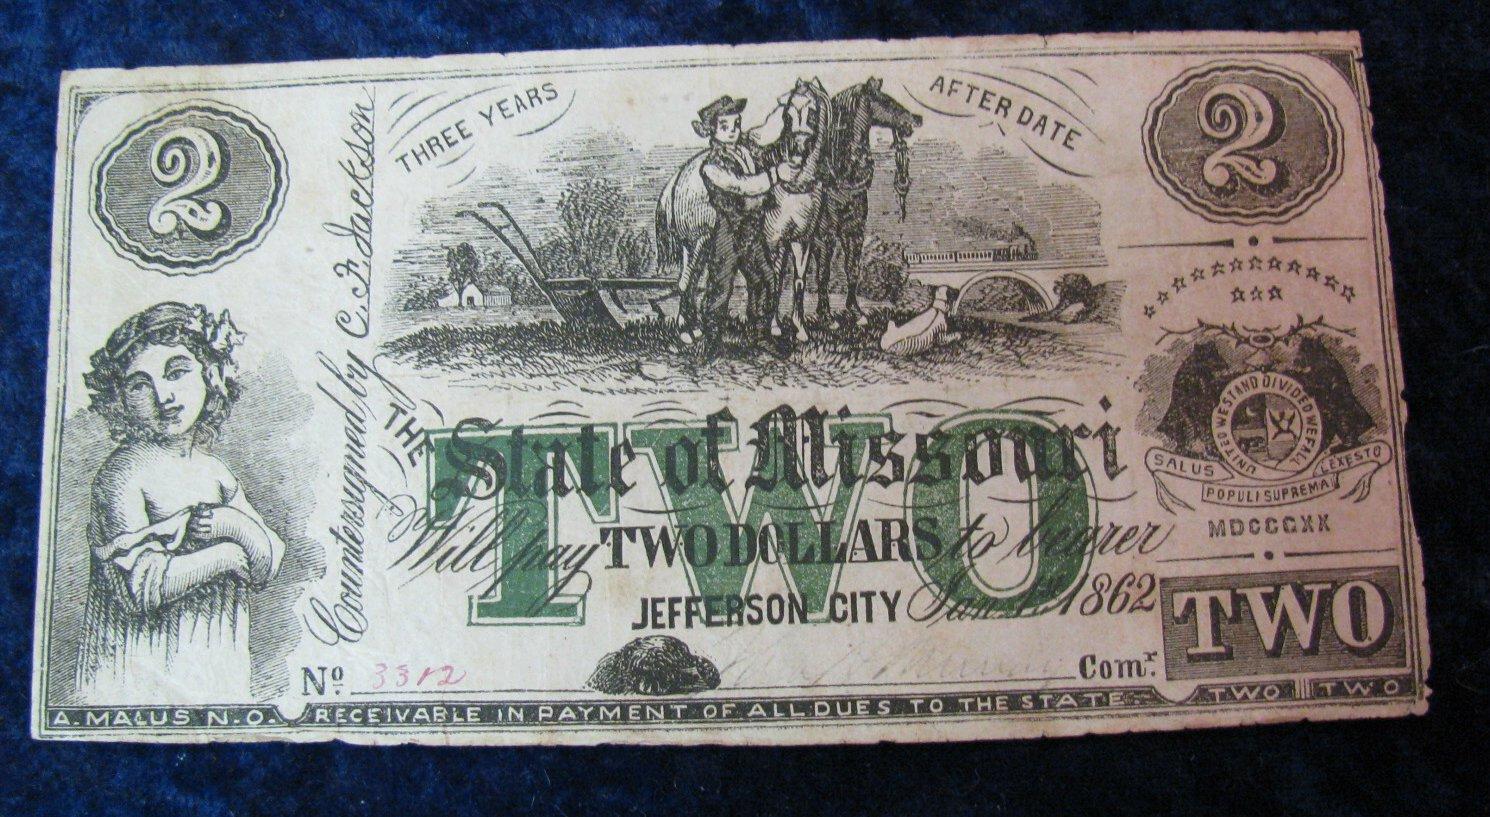 2
THREE YEARS
AFTER DATE
2
Countersigned by C. F. Jackson
THE
State of Missouri
TWO
Will pay TWO DOLLARS to bearer
JEFFERSON CITY Jan. 1st 1862
UNITED WE STAND DIVIDED WE FALL
SALUS POPULI SUPREMA LEX ESTO
MDCCCXX
TWO
No. 3312
Comr.
A. MALUS N.O.
RECEIVABLE IN PAYMENT OF ALL DUES TO THE STATE
TWO TWO